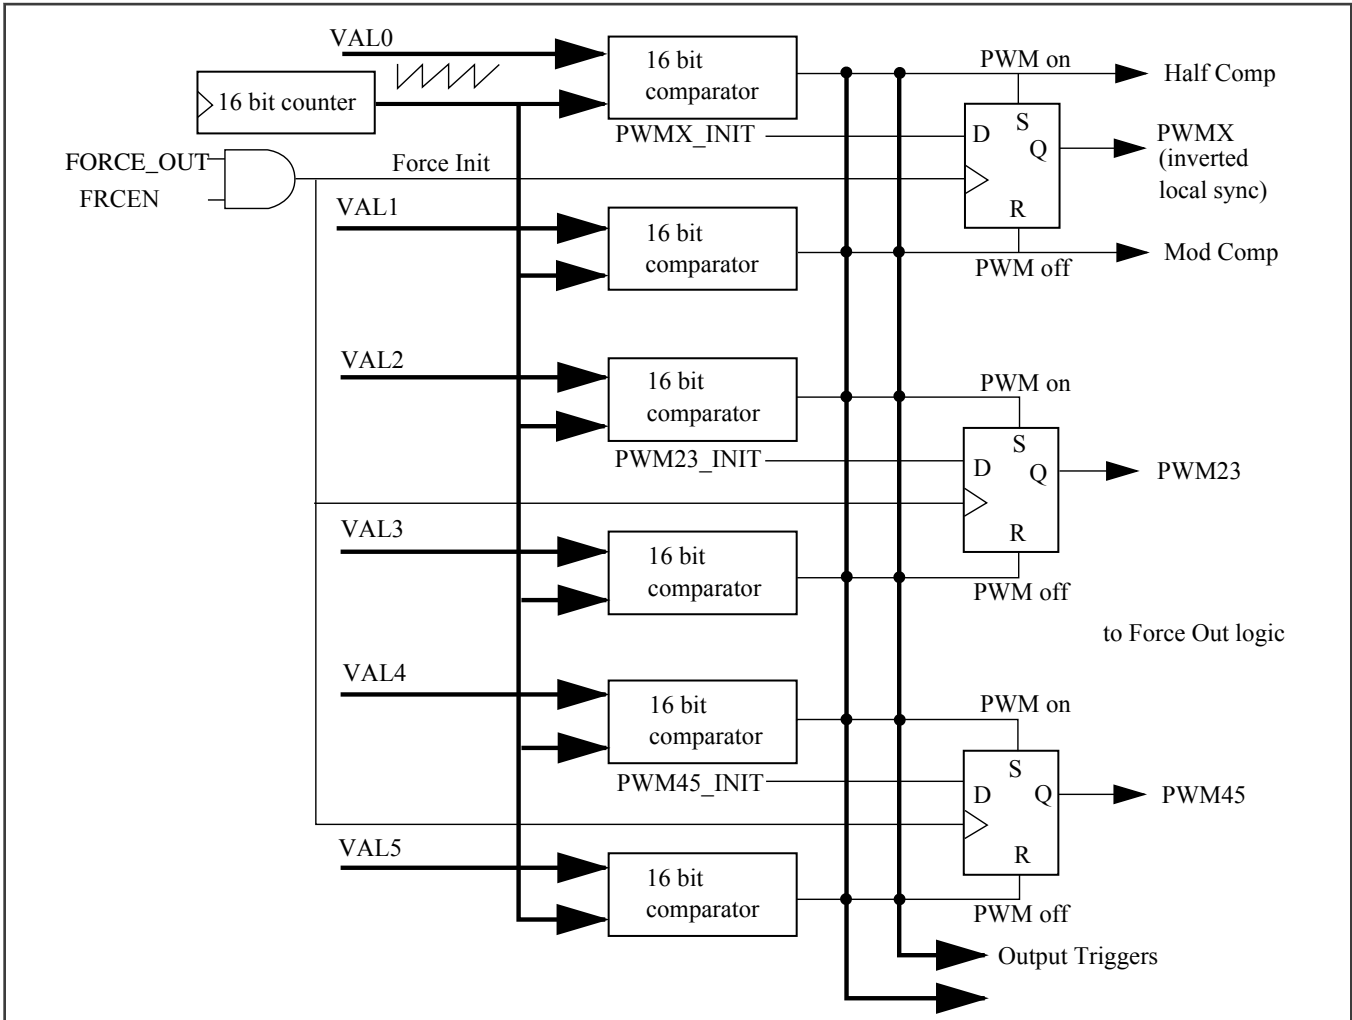 VAL0
16 bit
comparator
PWM on
Half Comp
16 bit counter
PWMX_INIT
D
S
Q
PWMX
(inverted
local sync)
FORCE_OUT
FRCEN
Force Init
R
VAL1
16 bit
comparator
PWM off
Mod Comp
VAL2
16 bit
comparator
PWM on
PWM23_INIT
D
S
Q
PWM23
R
VAL3
16 bit
comparator
PWM off
to Force Out logic
VAL4
16 bit
comparator
PWM on
PWM45_INIT
D
S
Q
PWM45
R
VAL5
16 bit
comparator
PWM off
Output Triggers